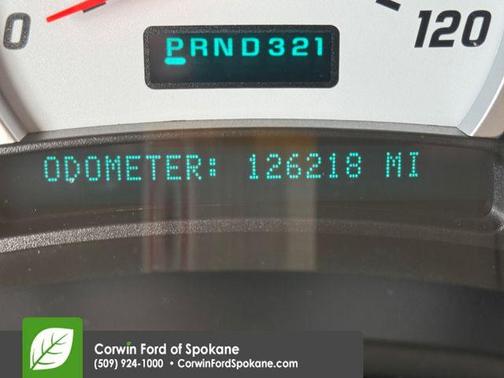 0
PRND321
120
ODOMETER: 126218 MI
Corwin Ford of Spokane
(509) 924-1000 • CorwinFordSpokane.com